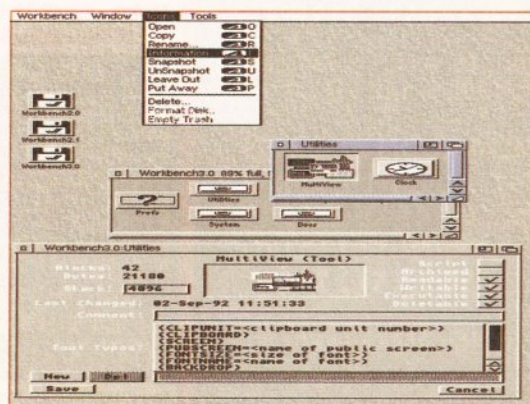 Workbench Window Icons Tools
Open O
Copy C
Rename... R
Information... I
Snapshot S
UnSnapshot U
Leave Out L
Put Away P
Delete...
Format Disk...
Empty Trash
Workbench2.0
Workbench2.1
Workbench3.0
Utilities
MultiView
Clock
Workbench3.0 89% full,
Prefs
Utilities
System
Devs
Workbench3.0:Utilities
MultiView (Tool)
Blocks: 42
Bytes: 21180
Stack: 4096
Script:
Archived:
Readable:
Writable:
Executable:
Deletable:
Last Changed: 02-Sep-92 11:51:33
Comment:
Tool Types:
(CLIPUNIT=<clipboard unit number>)
(CLIPBOARD)
(SCREEN)
(PUBSCREEN=<name of public screen>)
(FONTSIZE=<size of font>)
(FONTNAME=<name of font>)
(BACKDROP)
New Del
Save Cancel